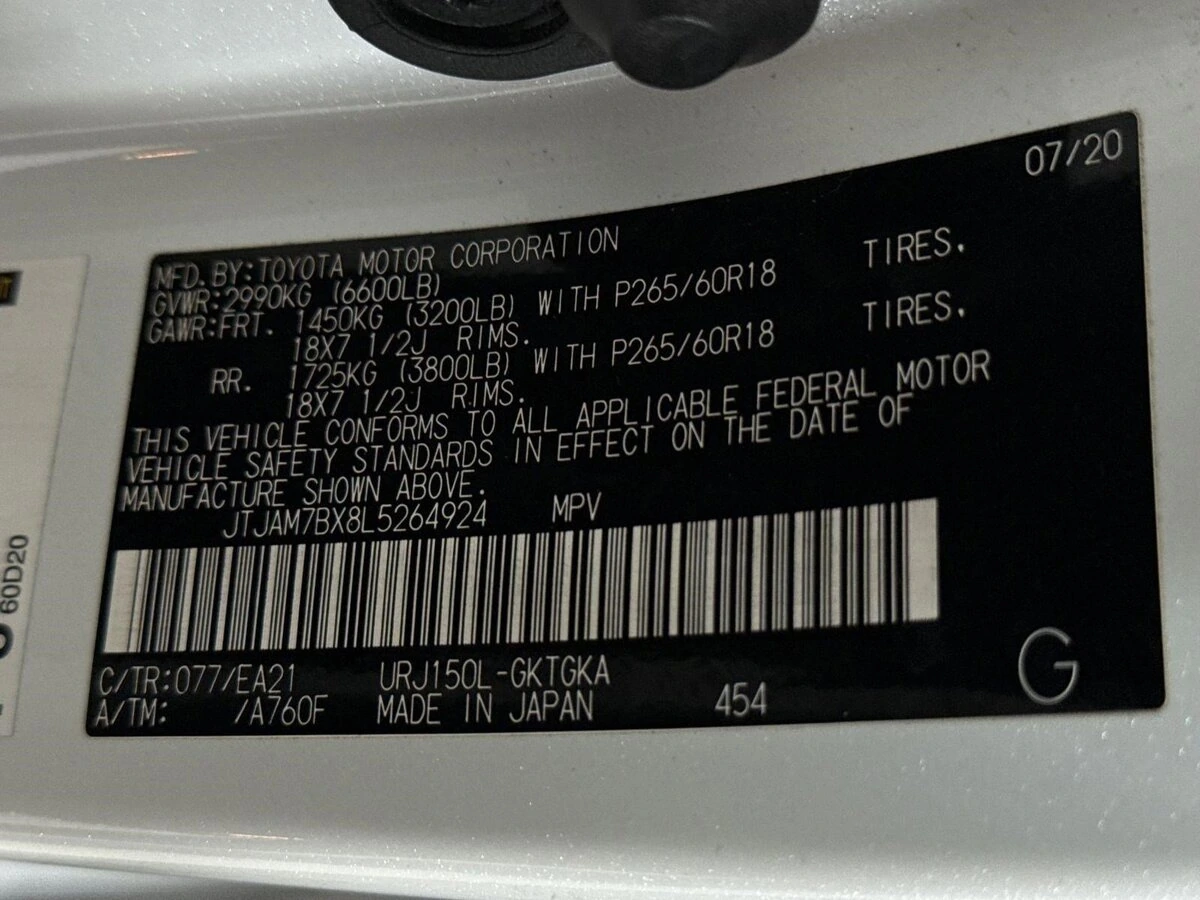 07/20
MFD.BY:TOYOTA MOTOR CORPORATION
GVWR:2990KG (6600LB)
GAWR:FRT. 1450KG (3200LB) WITH P265/60R18 TIRES.
18X7 1/2J RIMS.
RR. 1725KG (3800LB) WITH P265/60R18 TIRES.
18X7 1/2J RIMS.
THIS VEHICLE CONFORMS TO ALL APPLICABLE FEDERAL MOTOR
VEHICLE SAFETY STANDARDS IN EFFECT ON THE DATE OF
MANUFACTURE SHOWN ABOVE.
JTJAM7BX8L5264924 MPV
C/TR:077/EA21 URJ150L-GKTGKA
A/TM: /A760F MADE IN JAPAN 454
G
60D20